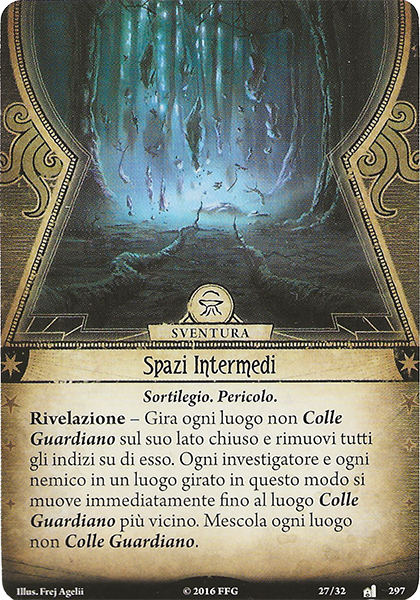 SVENTURA
Spazi Intermedi
Sortilegio. Pericolo.
Rivelazione – Gira ogni luogo non Colle
Guardiano sul suo lato chiuso e rimuovi tutti
gli indizi su di esso. Ogni investigatore e ogni
nemico in un luogo girato in questo modo si
muove immediatamente fino al luogo Colle
Guardiano più vicino. Mescola ogni luogo
non Colle Guardiano.
Illus. Frej Agelii © 2016 FFG 27/32 297